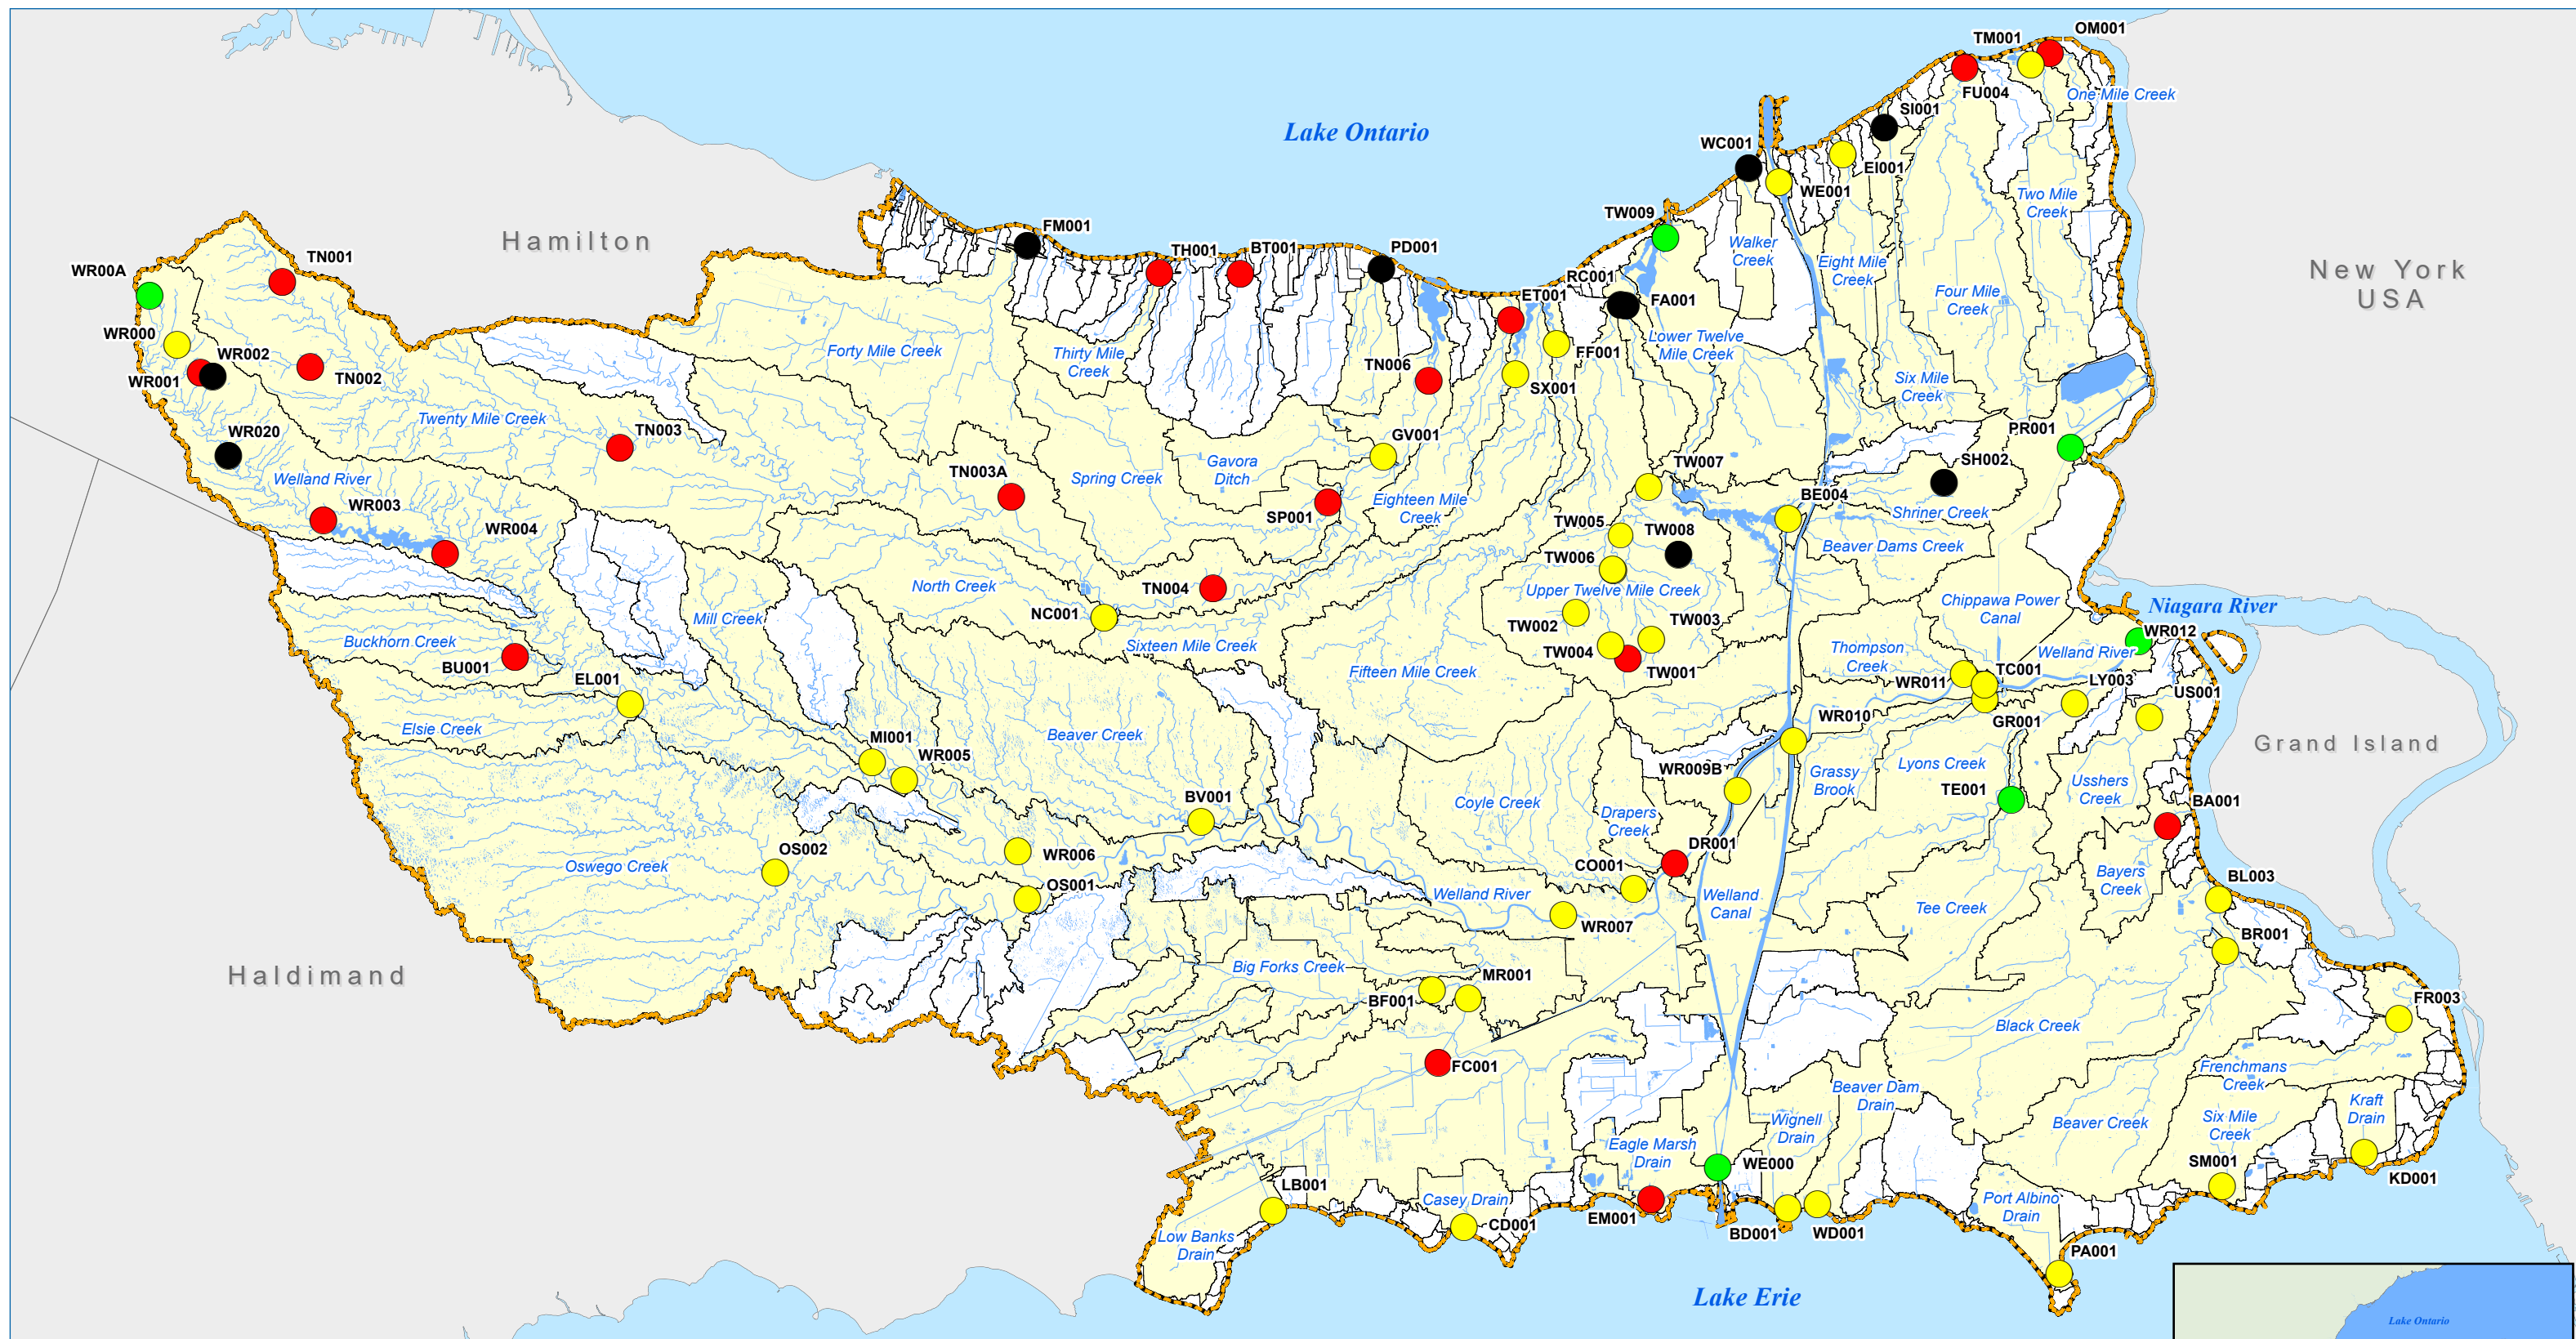 OM001
TM001
FU004
One Mile Creek
SI001
Lake Ontario
WC001
EI001
WE001
Two Mile
Creek
TW009
FM001
Hamilton
TH001
BT001
PD001
Walker
Creek
Eight Mile
Creek
TN001
WR00A
New York
USA
RC001
FA001
ET001
Four Mile
Creek
WR000
WR002
WR001
TN002
Forty Mile Creek
Thirty Mile
Creek
TN006
FF001
SX001
Lower Twelve
Mile Creek
Six Mile
Creek
Twenty Mile Creek
WR020
TN003
GV001
PR001
Welland River
TN003A
Spring Creek
Gavora
Ditch
TW007
SH002
WR003
SP001
Eighteen Mile
Creek
BE004
Shriner Creek
WR004
TW005
TW008
Beaver Dams Creek
TW006
North Creek
TN004
Upper Twelve Mile Creek
Chippawa Power
Canal
Niagara River
Mill Creek
NC001
TW002
TW003
Buckhorn Creek
Sixteen Mile Creek
WR012
BU001
TW004
Thompson
Creek
Welland River
EL001
Fifteen Mile Creek
TW001
TC001
WR011
LY003
US001
Elsie Creek
WR010
GR001
MI001
Beaver Creek
Grand Island
WR005
WR009B
Grassy
Brook
Lyons Creek
Usshers
Creek
BV001
Coyle Creek
Drapers
Creek
TE001
BA001
WR006
DR001
OS002
Oswego Creek
CO001
OS001
Welland River
Welland
Canal
Bayers
Creek
BL003
Tee Creek
WR007
BR001
Haldimand
Big Forks Creek
MR001
BF001
FR003
Black Creek
FC001
Frenchmans
Creek
Beaver Dam
Drain
Kraft
Drain
Wignell
Drain
Beaver Creek
Six Mile
Creek
Eagle Marsh
Drain
WE000
SM001
KD001
LB001
Casey Drain
Port Albino
Drain
EM001
CD001
BD001
WD001
Low Banks
Drain
PA001
Lake Erie
Lake Ontario